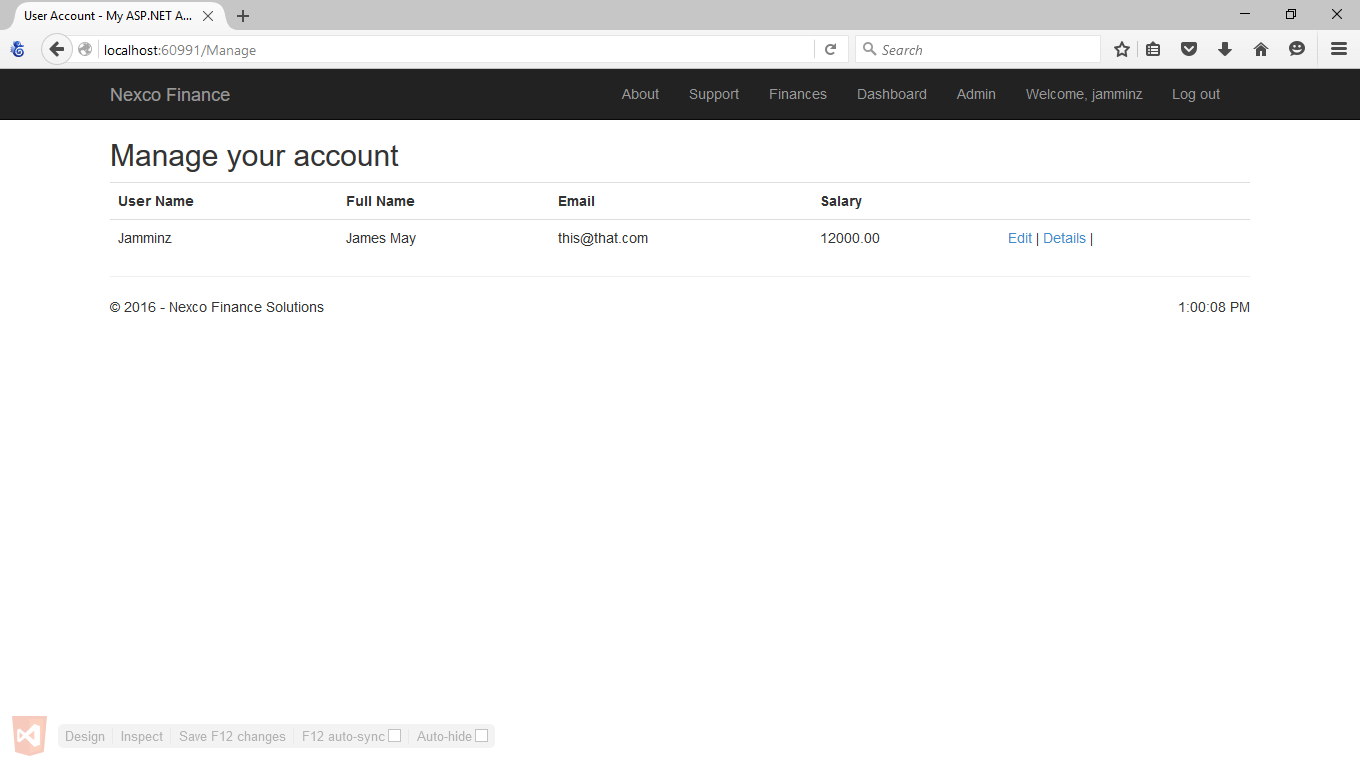 User Account - My ASP.NET A...
localhost:60991/Manage
Search
Nexco Finance About Support Finances Dashboard Admin Welcome, jamminz Log out
Manage your account
User Name Full Name Email Salary
Jamminz James May this@that.com 12000.00 Edit | Details |
© 2016 - Nexco Finance Solutions 1:00:08 PM
Design Inspect Save F12 changes F12 auto-sync Auto-hide